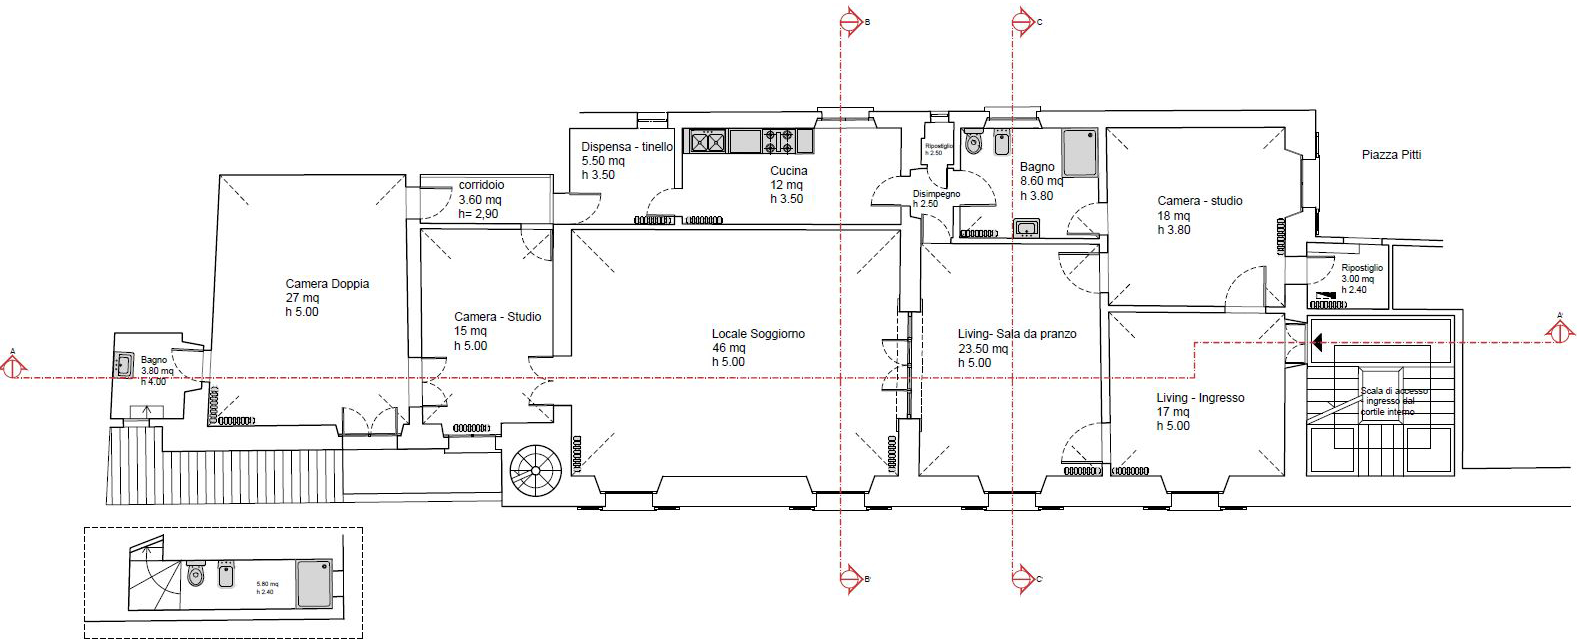 B
C
Dispensa - tinello
5.50 mq
h 3.50
Cucina
12 mq
h 3.50
Ripostiglio
h 2.50
Disimpegno
h 2.50
Bagno
8.60 mq
h 3.80
Camera - studio
18 mq
h 3.80
Piazza Pitti
corridoio
3.60 mq
h= 2,90
Camera Doppia
27 mq
h 5.00
Camera - Studio
15 mq
h 5.00
Locale Soggiorno
46 mq
h 5.00
Living- Sala da pranzo
23.50 mq
h 5.00
Ripostiglio
3.00 mq
h 2.40
A
Bagno
3.80 mq
h 4.00
A'
Living - Ingresso
17 mq
h 5.00
Scala di accesso
- ingresso dal
cortile interno
B'
C'
5.80 mq
h 2.40